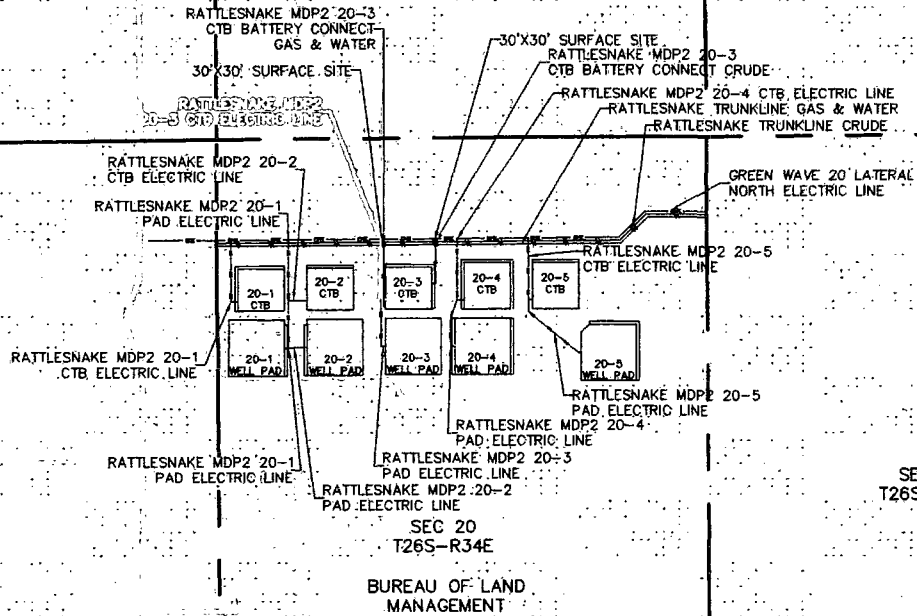 RATTLESNAKE MDP2 20-3
CTB BATTERY CONNECT
GAS & WATER
30'X30' SURFACE SITE
RATTLESNAKE MDP2
20-3 CTB ELECTRIC LINE
30'X30' SURFACE SITE
RATTLESNAKE MDP2 20-3
CTB BATTERY CONNECT CRUDE
RATTLESNAKE MDP2 20-4 CTB ELECTRIC LINE
RATTLESNAKE TRUNKLINE GAS & WATER
RATTLESNAKE TRUNKLINE CRUDE
RATTLESNAKE MDP2 20-2
CTB ELECTRIC LINE
RATTLESNAKE MDP2 20-1
PAD ELECTRIC LINE
GREEN WAVE 20 LATERAL
NORTH ELECTRIC LINE
RATTLESNAKE MDP2 20-5
CTB ELECTRIC LINE
20-1
CTB
20-2
CTB
20-3
CTB
20-4
CTB
20-5
CTB
RATTLESNAKE MDP2 20-1
CTB ELECTRIC LINE
20-1
WELL PAD
20-2
WELL PAD
20-3
WELL PAD
20-4
WELL PAD
20-5
WELL PAD
RATTLESNAKE MDP2 20-5
PAD ELECTRIC LINE
RATTLESNAKE MDP2 20-4
PAD ELECTRIC LINE
RATTLESNAKE MDP2 20-3
PAD ELECTRIC LINE
RATTLESNAKE MDP2 20-1
PAD ELECTRIC LINE
RATTLESNAKE MDP2 20-2
PAD ELECTRIC LINE
SEC 20
T26S-R34E
SE
T26S
BUREAU OF LAND
MANAGEMENT